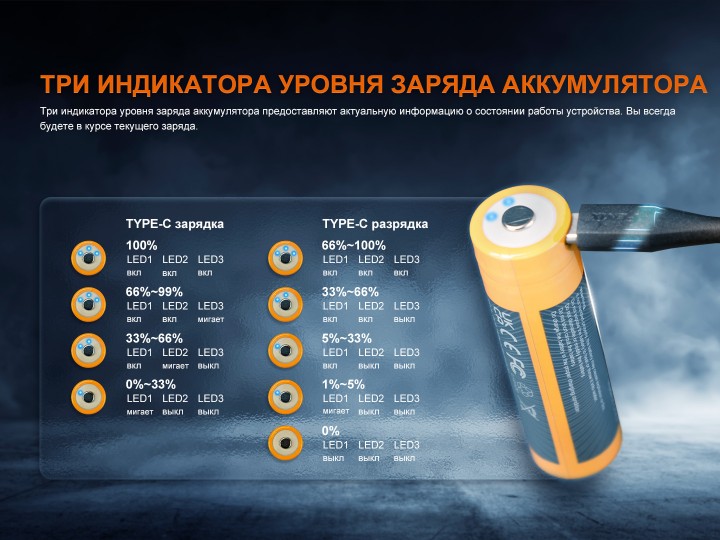 ТРИ ИНДИКАТОРА УРОВНЯ ЗАРЯДА АККУМУЛЯТОРА
Три индикатора уровня заряда аккумулятора предоставляют актуальную информацию о состоянии работы устройства. Вы всегда
будете в курсе текущего заряда.
TYPE-C зарядка
100%
LED1 LED2 LED3
вкл вкл вкл
66%~99%
LED1 LED2 LED3
вкл вкл мигает
33%~66%
LED1 LED2 LED3
вкл мигает выкл
0%~33%
LED1 LED2 LED3
мигает выкл выкл
TYPE-C разрядка
66%~100%
LED1 LED2 LED3
вкл вкл вкл
33%~66%
LED1 LED2 LED3
вкл вкл выкл
5%~33%
LED1 LED2 LED3
вкл выкл выкл
1%~5%
LED1 LED2 LED3
мигает выкл выкл
0%
LED1 LED2 LED3
выкл выкл выкл